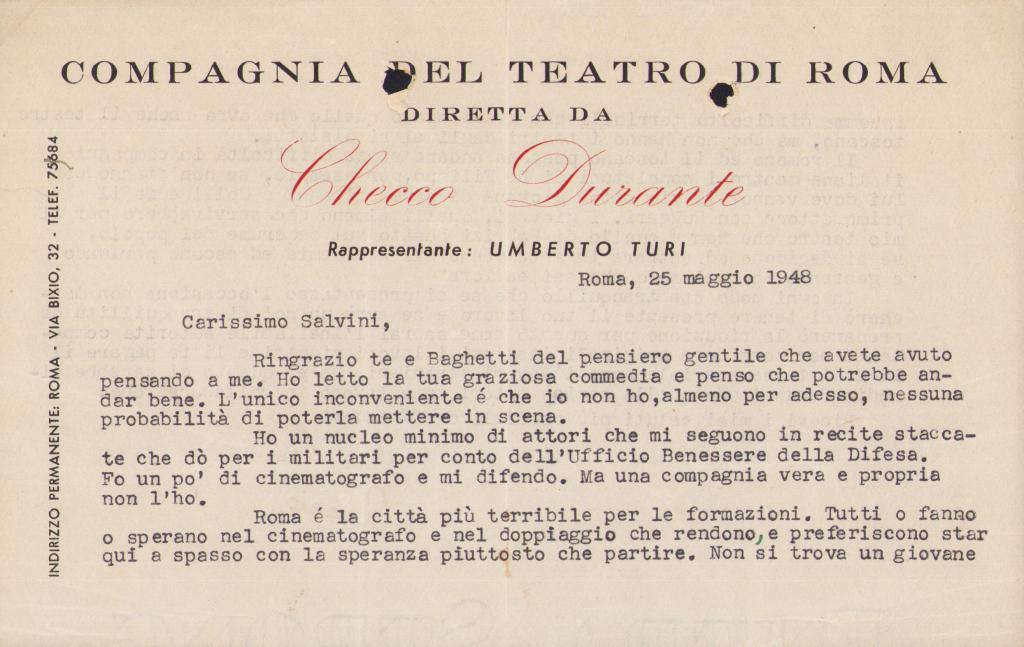 COMPAGNIA DEL TEATRO DI ROMA
DIRETTA DA
Checco Durante
Rappresentante: UMBERTO TURI
INDIRIZZO PERMANENTE: ROMA - VIA BIXIO, 32 - TELEF. 75684
Roma, 25 maggio 1948
Carissimo Salvini,
Ringrazio te e Baghetti del pensiero gentile che avete avuto
pensando a me. Ho letto la tua graziosa commedia e penso che potrebbe an-
dar bene. L'unico inconveniente é che io non ho,almeno per adesso, nessuna
probabilità di poterla mettere in scena.
Ho un nucleo minimo di attori che mi seguono in recite stacca-
te che dò per i militari per conto dell'Ufficio Benessere della Difesa.
Fo un po' di cinematografo e mi difendo. Ma una compagnia vera e propria
non l'ho.
Roma é la città più terribile per le formazioni. Tutti o fanno
o sperano nel cinematografo e nel doppiaggio che rendono,e preferiscono star
qui a spasso con la speranza piuttosto che partire. Non si trova un giovane